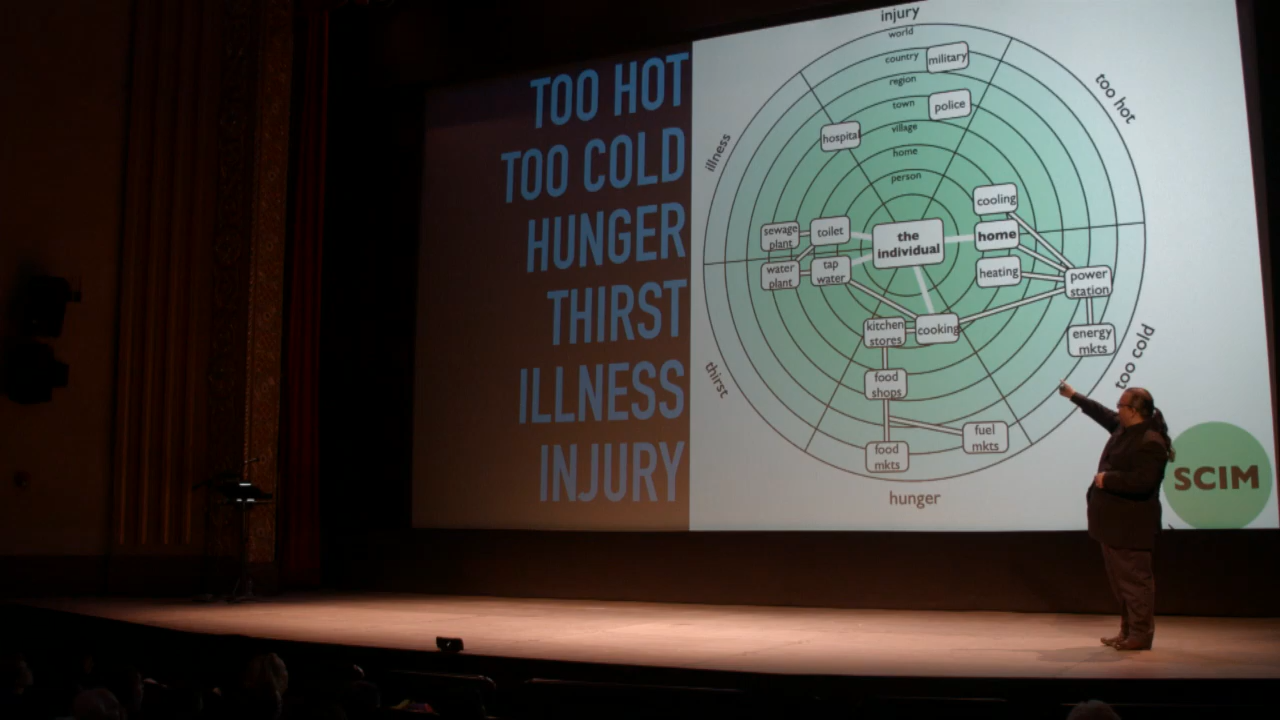 TOO HOT
TOO COLD
HUNGER
THIRST
ILLNESS
INJURY
injury
world
country
military
region
too hot
town
police
village
hospital
illness
home
person
cooling
sewage
plant
toilet
the
individual
home
water
plant
tap
water
heating
power
station
kitchen
stores
cooking
energy
mkts
too cold
thirst
food
shops
fuel
mkts
food
mkts
hunger
SCIM